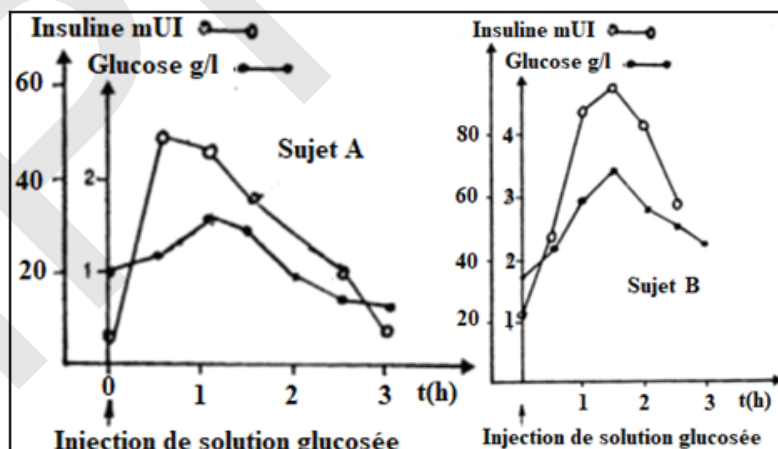 Insuline mUI
Glucose g/l
60
40
20
2
1
Sujet A
0
1
2
3
t(h)
Injection de solution glucosée
Insuline mUI
Glucose g/l
80
60
40
20
4
3
2
1
Sujet B
1
2
3
t(h)
Injection de solution glucosée